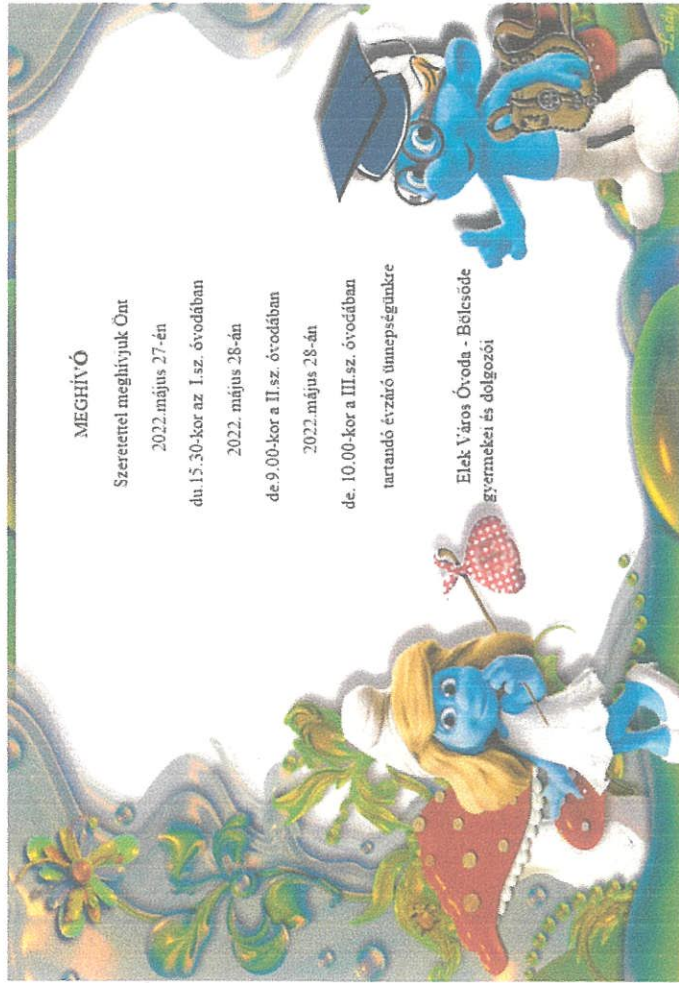 MEGHÍVÓ
Szeretettel meghívjuk Önt
2022.május 27-én
du.15.30-kor az I.sz. óvodában
2022. május 28-án
de.9.00-kor a II.sz. óvodában
2022.május 28-án
de. 10.00-kor a III.sz. óvodában
tartandó évzáró ünnepségünkre
Elek Város Óvoda - Bölcsőde
gyermekei és dolgozói
Lady